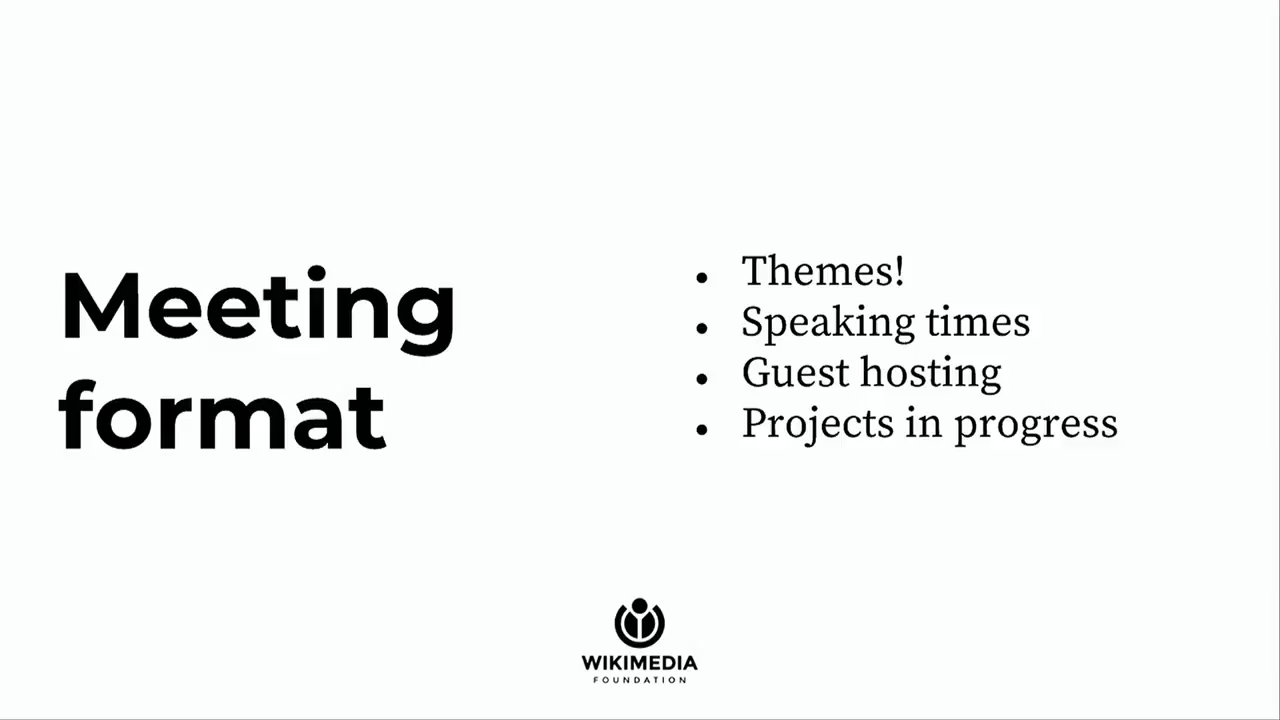 Meeting
format
Themes!
Speaking times
Guest hosting
Projects in progress
WIKIMEDIA
FOUNDATION